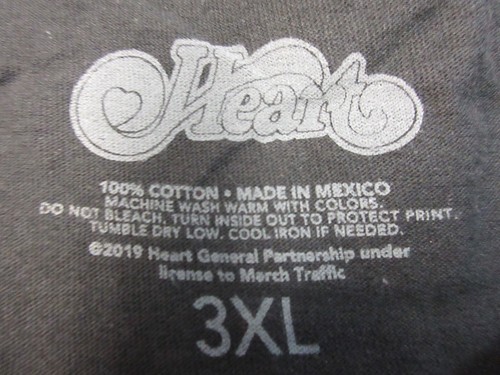 Heart
100% COTTON • MADE IN MEXICO
MACHINE WASH WARM WITH COLORS.
DO NOT BLEACH. TURN INSIDE OUT TO PROTECT PRINT.
TUMBLE DRY LOW. COOL IRON IF NEEDED.
©2019 Heart General Partnership under
license to Merch Traffic
3XL